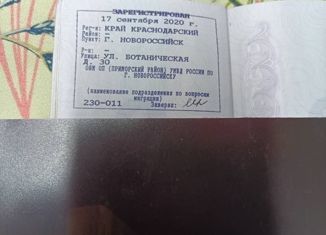 ЗАРЕГИСТРИРОВАН
17 сентября 2020 г.
Рег-н: КРАЙ КРАСНОДАРСКИЙ
Район: –
Пункт: Г. НОВОРОССИЙСК
Р-н: –
Улица: УЛ. БОТАНИЧЕСКАЯ
Д. 30
ОВМ ОП (ПРИМОРСКИЙ РАЙОН) УМВД РОССИИ ПО
Г. НОВОРОССИЙСКУ
(наименование подразделения по вопросам
миграции)
230-011 Заверил: